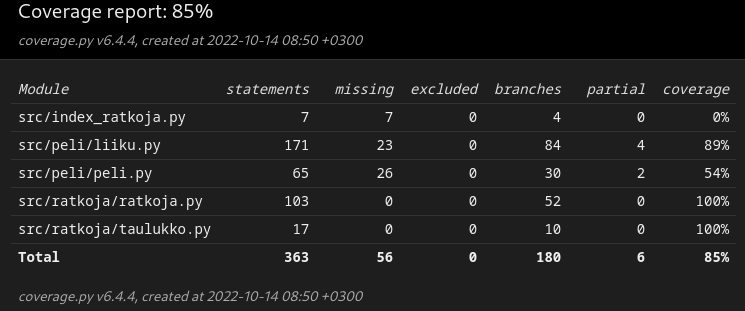 Coverage report: 85%
coverage.py v6.4.4, created at 2022-10-14 08:50 +0300
Module statements missing excluded branches partial coverage
src/index_ratkoja.py 7 7 0 4 0 0%
src/peli/liiku.py 171 23 0 84 4 89%
src/peli/peli.py 65 26 0 30 2 54%
src/ratkoja/ratkoja.py 103 0 0 52 0 100%
src/ratkoja/taulukko.py 17 0 0 10 0 100%
Total 363 56 0 180 6 85%
coverage.py v6.4.4, created at 2022-10-14 08:50 +0300